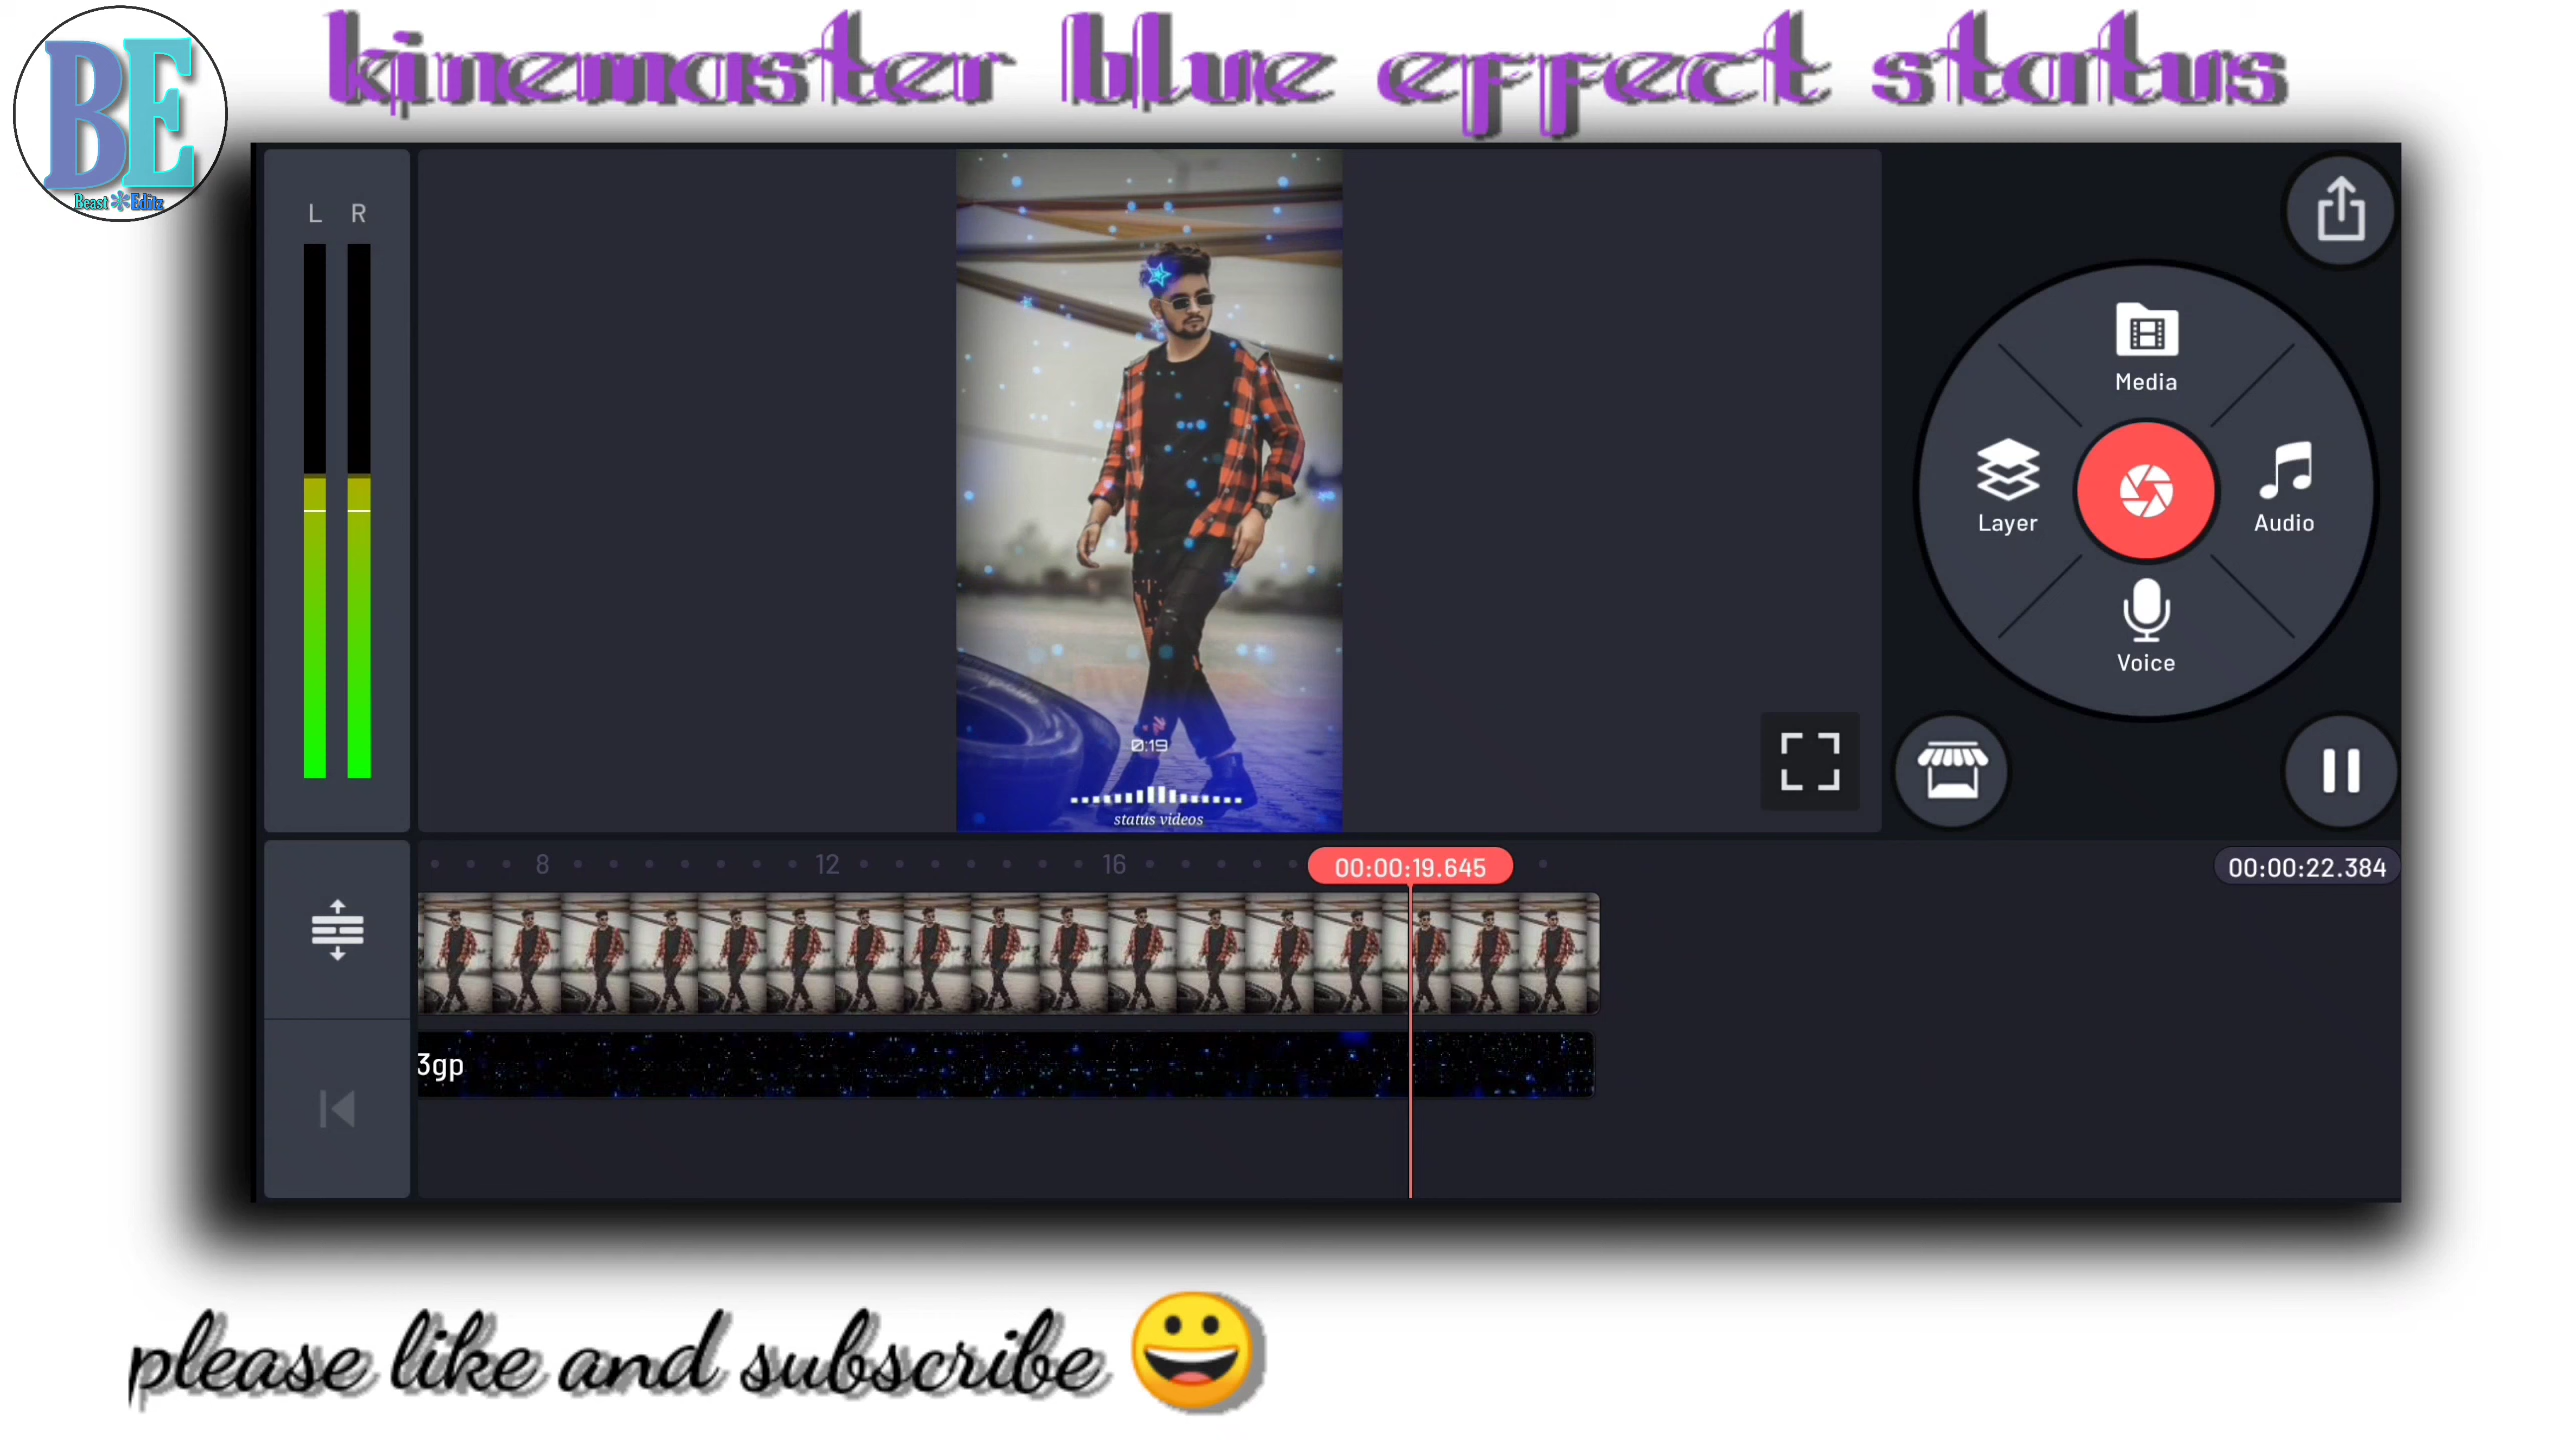 kinemaster blue effect status
BE
Beast Editz
L R
Media
Layer
Audio
Voice
0:19
status videos
8 12 16 00:00:19.645 00:00:22.384
3gp
please like and subscribe 😀